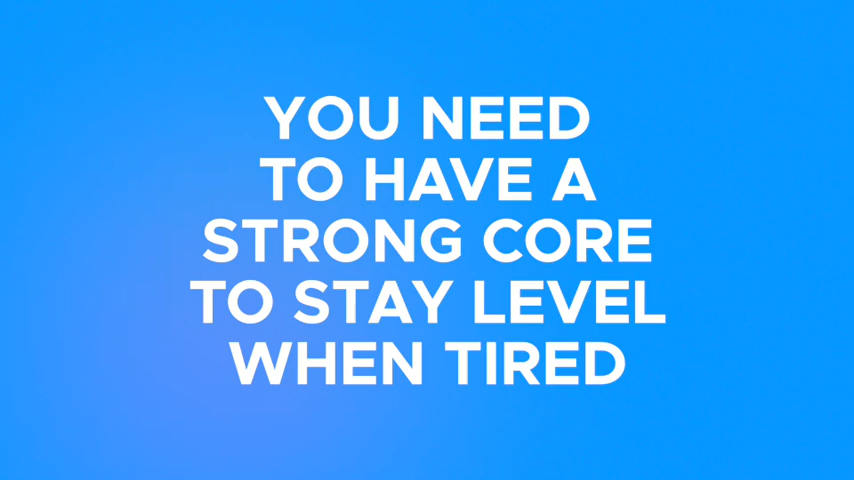 YOU NEED
TO HAVE A
STRONG CORE
TO STAY LEVEL
WHEN TIRED